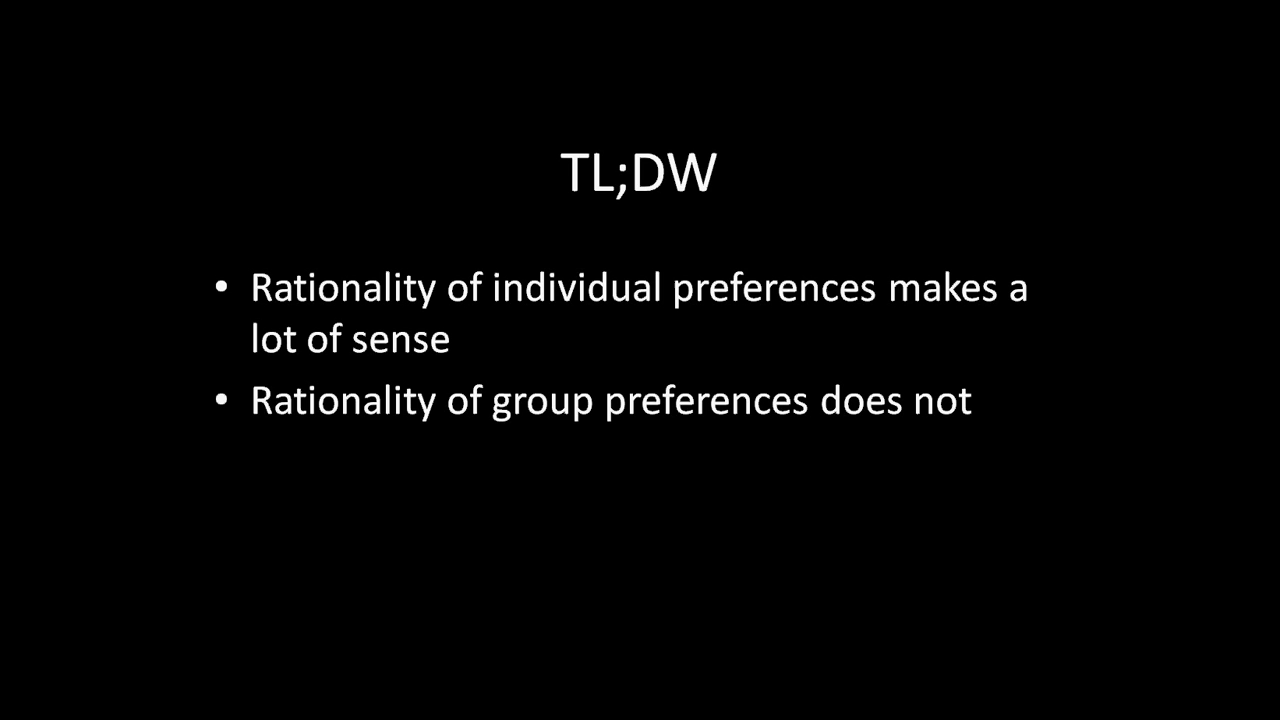 TL;DW
• Rationality of individual preferences makes a
lot of sense
• Rationality of group preferences does not